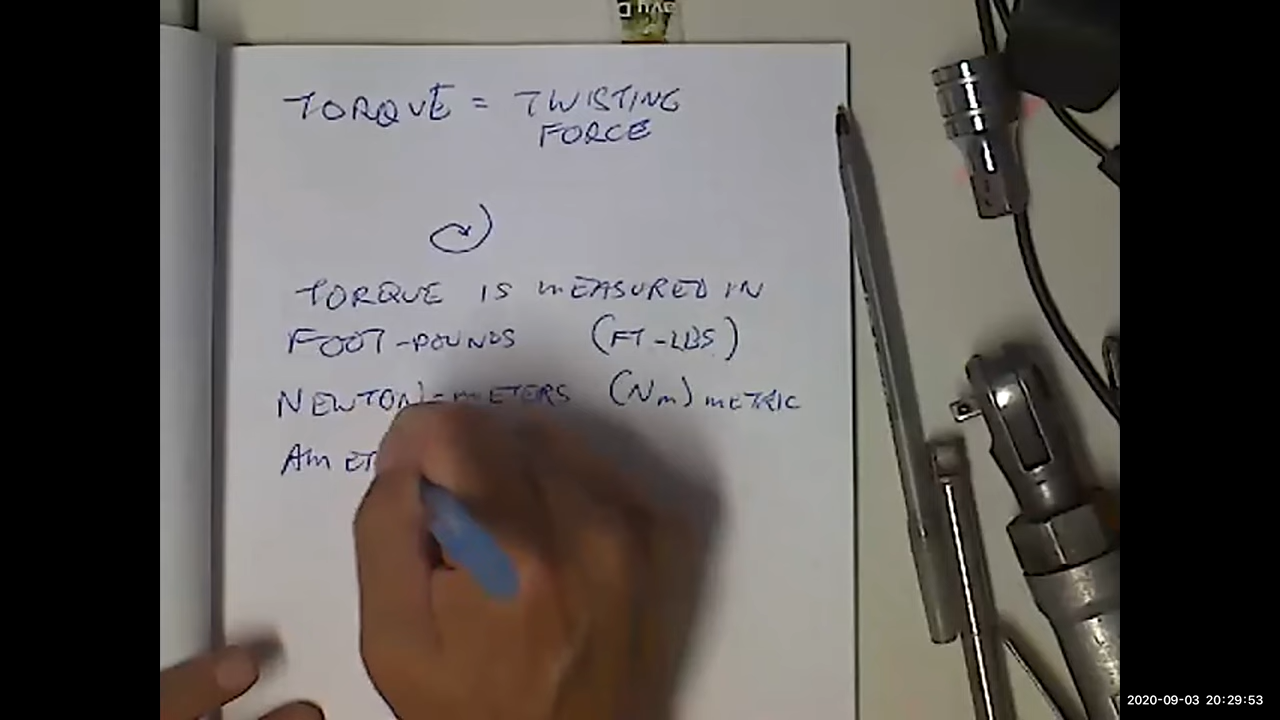 TORQUE = TWISTING
FORCE
TORQUE IS MEASURED IN
FOOT-POUNDS (FT-LBS)
NEWTON-METERS (Nm) METRIC
2020-09-03 20:29:53